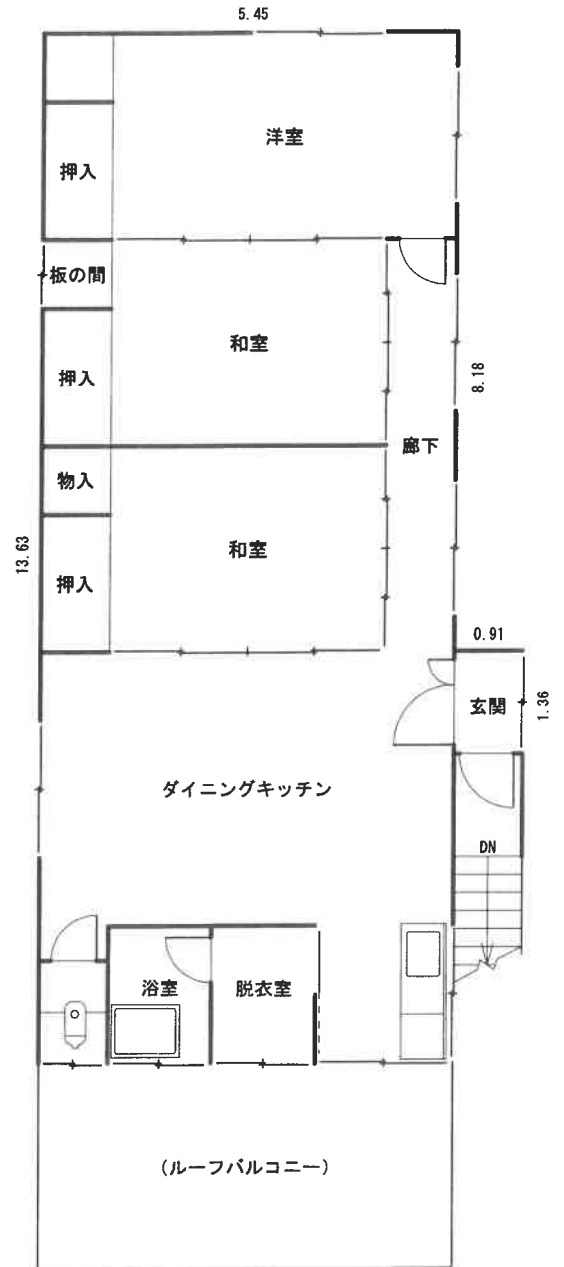 5.45
洋室
押入
板の間
和室
押入
8.18
廊下
物入
和室
13.63
押入
0.91
玄関
1.36
ダイニングキッチン
DN
浴室
脱衣室
(ルーフバルコニー)